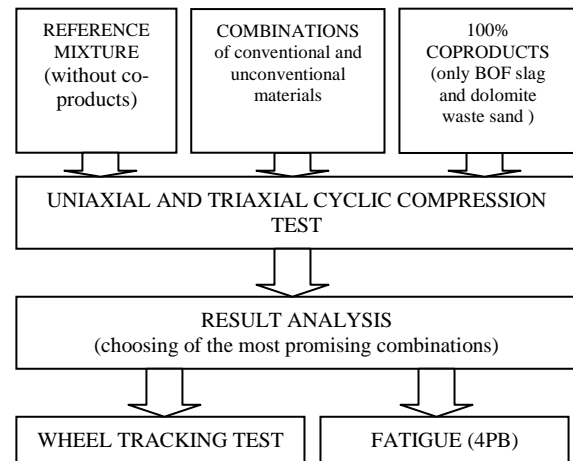 REFERENCE
MIXTURE
(without co-
products)
COMBINATIONS
of conventional and
unconventional
materials
100%
COPRODUCTS
(only BOF slag
and dolomite
waste sand )
UNIAXIAL AND TRIAXIAL CYCLIC COMPRESSION
TEST
RESULT ANALYSIS
(choosing of the most promising combinations)
WHEEL TRACKING TEST
FATIGUE (4PB)